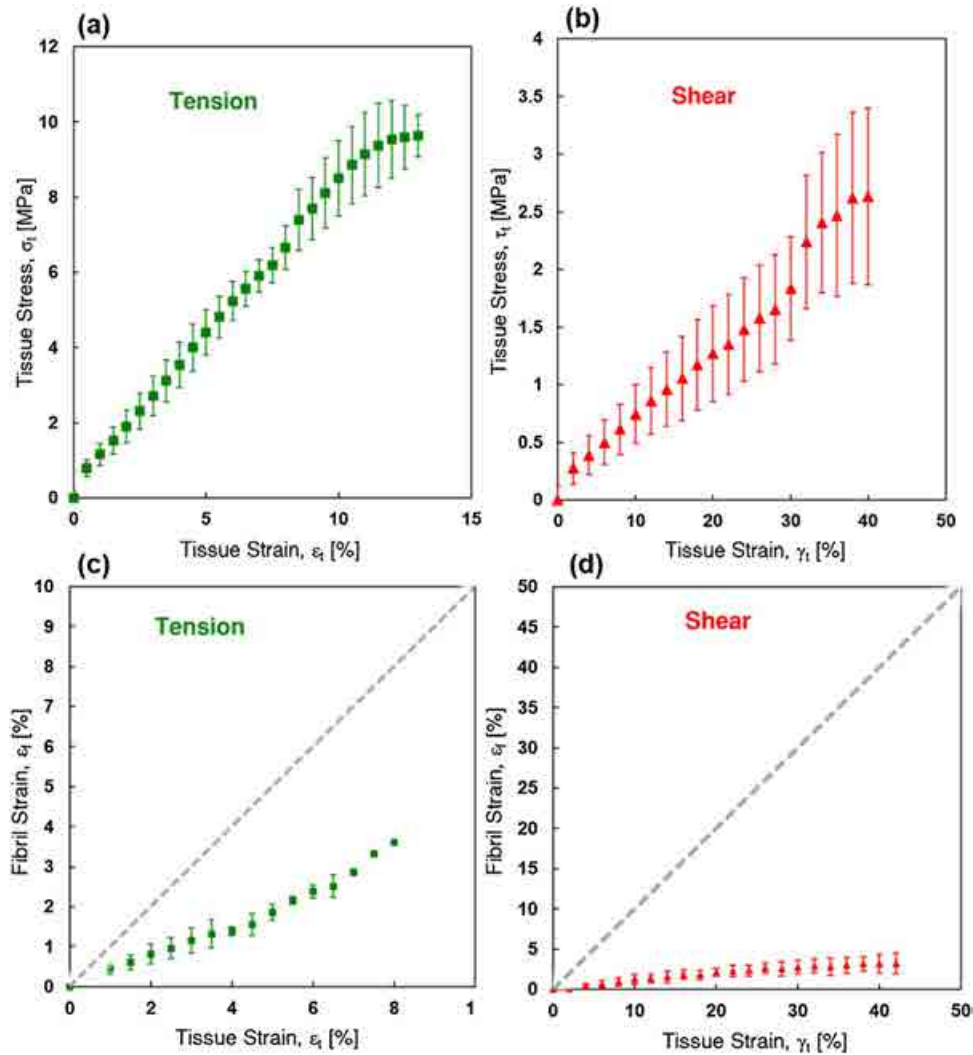 (a)
Tension
Tissue Stress, σt [MPa]
12
10
8
6
4
2
0
0 5 10 15
Tissue Strain, εt [%]
(b)
Shear
Tissue Stress, τt [MPa]
4
3.5
3
2.5
2
1.5
1
0.5
0
0 10 20 30 40 50
Tissue Strain, γt [%]
(c)
Tension
Fibril Strain, εf [%]
10
9
8
7
6
5
4
3
2
1
0
0 2 4 6 8 1
Tissue Strain, εt [%]
(d)
Shear
Fibril Strain, εf [%]
50
45
40
35
30
25
20
15
10
5
0
0 10 20 30 40 50
Tissue Strain, γt [%]